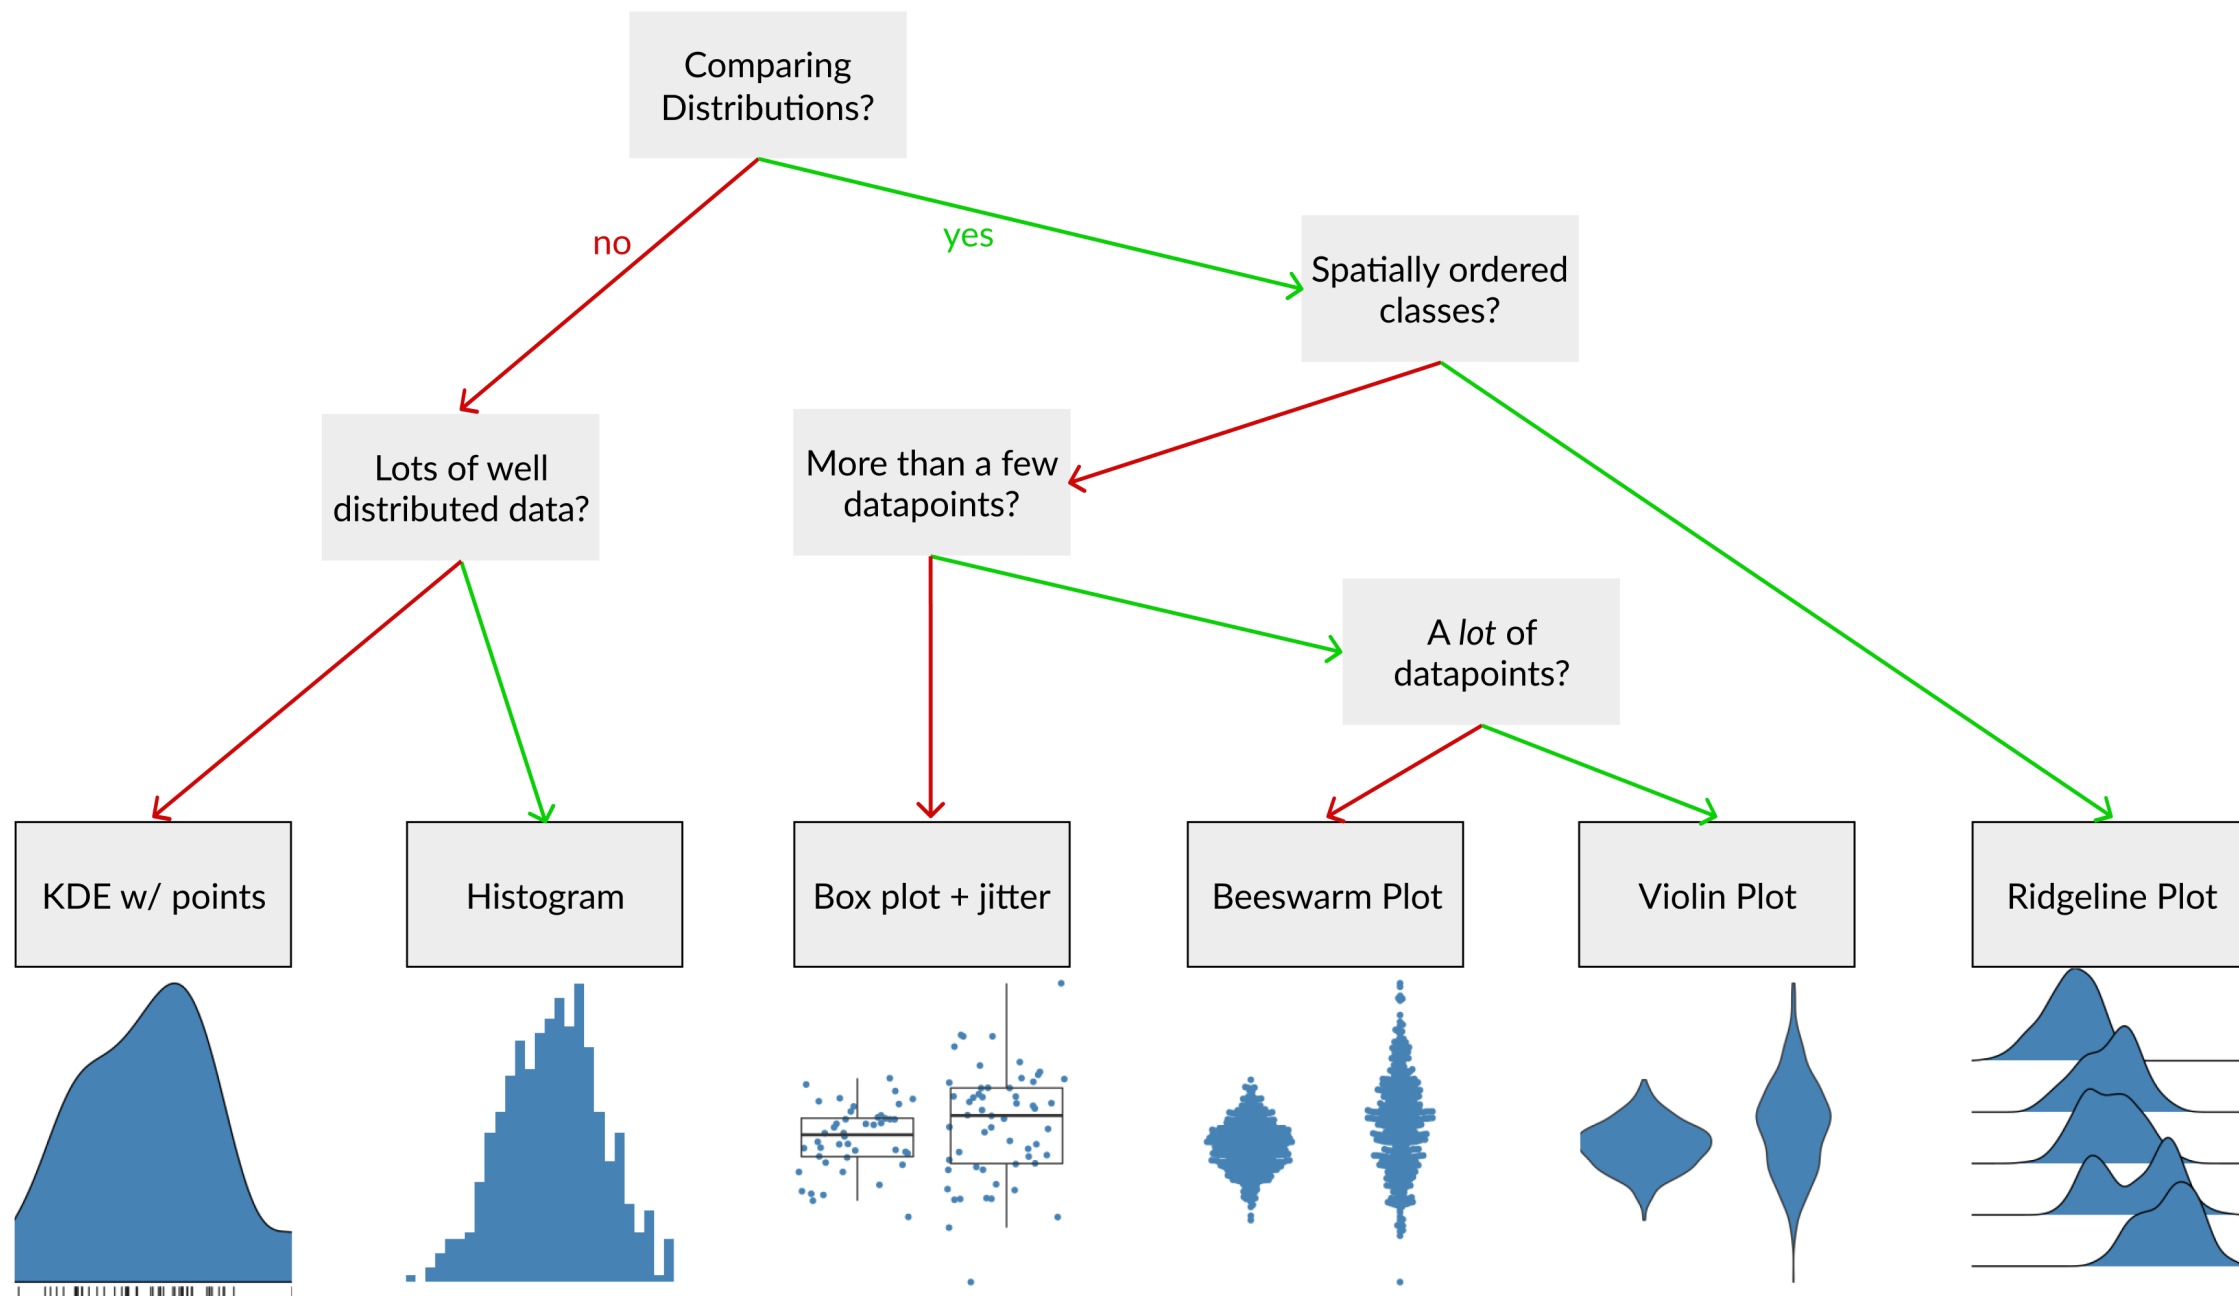 Comparing
Distributions?
no
yes
Spatially ordered
classes?
Lots of well
distributed data?
More than a few
datapoints?
A lot of
datapoints?
KDE w/ points
Histogram
Box plot + jitter
Beeswarm Plot
Violin Plot
Ridgeline Plot